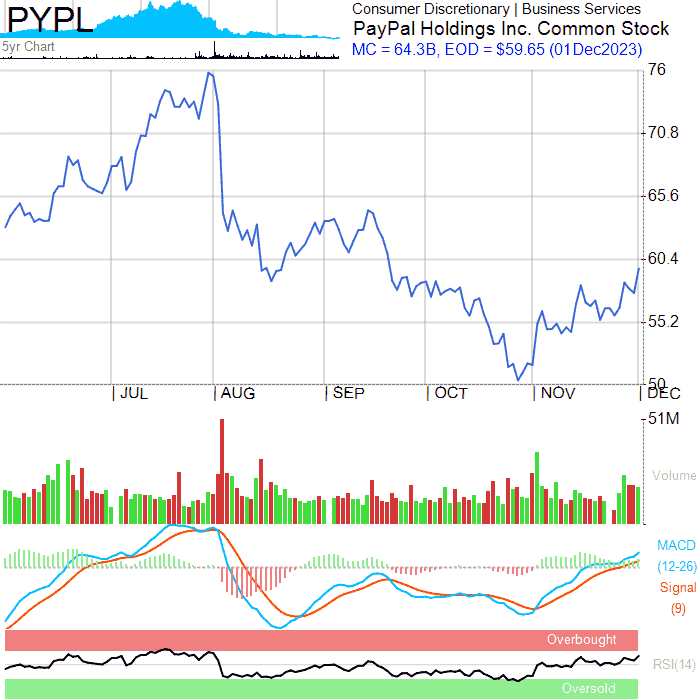 PYPL
5yr Chart
Consumer Discretionary | Business Services
PayPal Holdings Inc. Common Stock
MC = 64.3B, EOD = $59.65 (01Dec2023)
76
70.8
65.6
60.4
55.2
50
JUL AUG SEP OCT NOV DEC
51M
Volume
MACD
(12-26)
Signal
(9)
Overbought
RSI(14)
Oversold